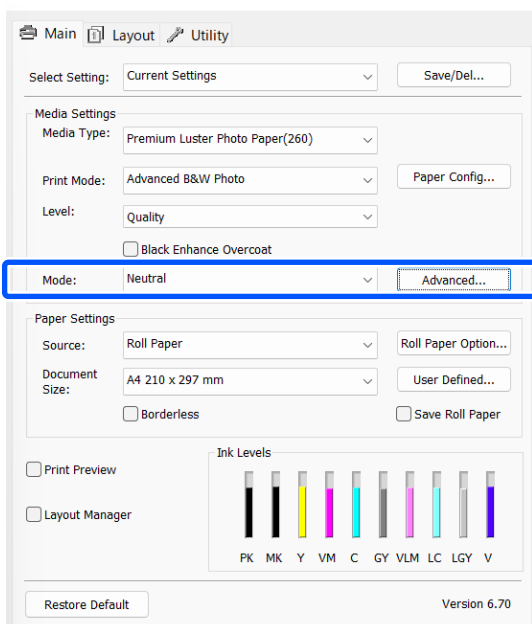 Main Layout Utility
Select Setting: Current Settings Save/Del...
Media Settings
Media Type: Premium Luster Photo Paper(260)
Print Mode: Advanced B&W Photo Paper Config...
Level: Quality
Black Enhance Overcoat
Mode: Neutral Advanced...
Paper Settings
Source: Roll Paper Roll Paper Option...
Document
Size: A4 210 x 297 mm User Defined...
Borderless Save Roll Paper
Ink Levels
Print Preview
Layout Manager
PK MK Y VM C GY VLM LC LGY V
Restore Default Version 6.70